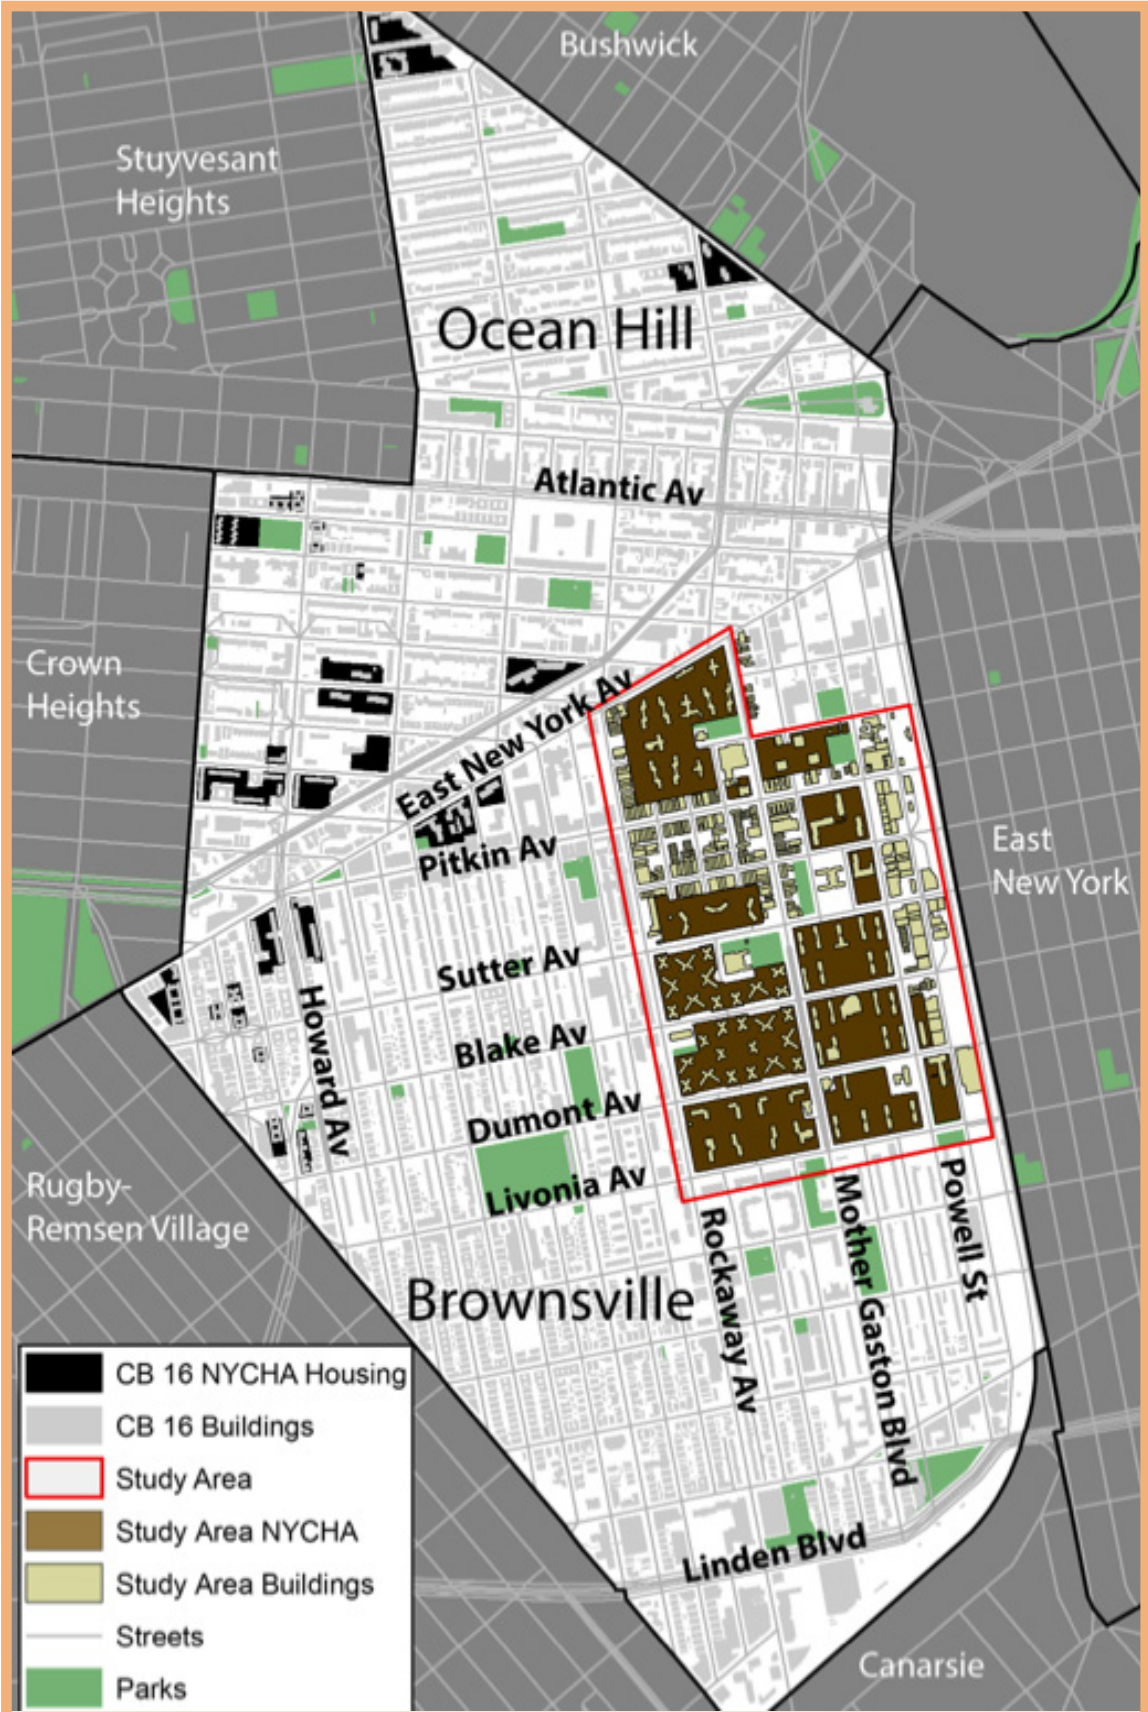 Bushwick
Stuyvesant
Heights
Ocean Hill
Atlantic Av
Crown
Heights
East New York Av
East
New York
Pitkin Av
Sutter Av
Howard Av
Blake Av
Dumont Av
Livonia Av
Rugby-
Remsen Village
Powell St
Mother Gaston Blvd
Rockaway Av
Brownsville
Linden Blvd
Canarsie
CB 16 NYCHA Housing
CB 16 Buildings
Study Area
Study Area NYCHA
Study Area Buildings
Streets
Parks